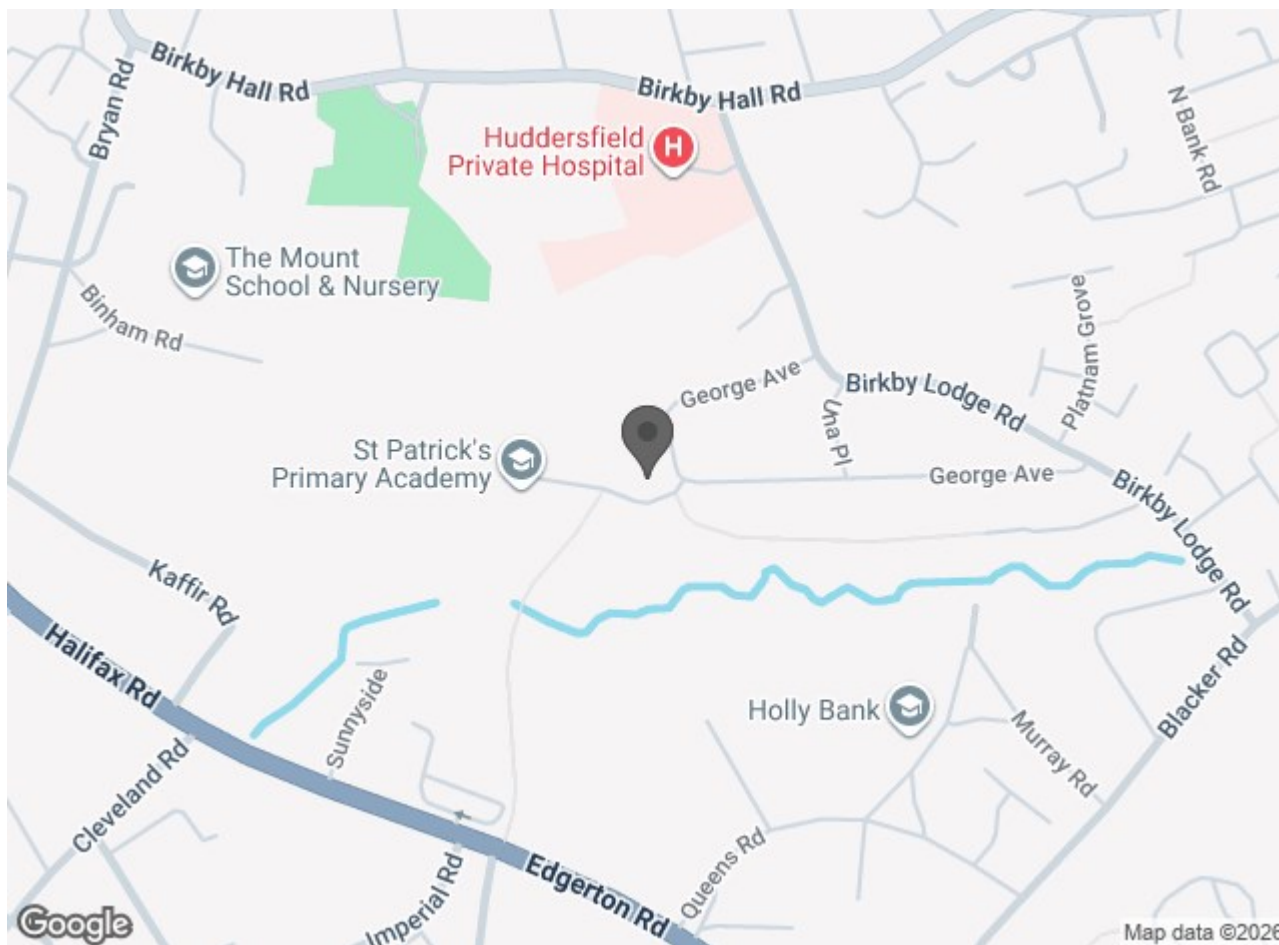 Birkby Hall Rd
Bryan Rd
Birkby Hall Rd
N Bank Rd
Huddersfield
Private Hospital
H
The Mount
School & Nursery
Binham Rd
Platnam Grove
George Ave
Birkby Lodge Rd
Una Pl
St Patrick's
Primary Academy
George Ave
Birkby Lodge Rd
Kaffir Rd
Halifax Rd
Sunnyside
Holly Bank
Murray Rd
Blacker Rd
Cleveland Rd
Queens Rd
Edgerton Rd
Imperial Rd
Google
Map data ©2026